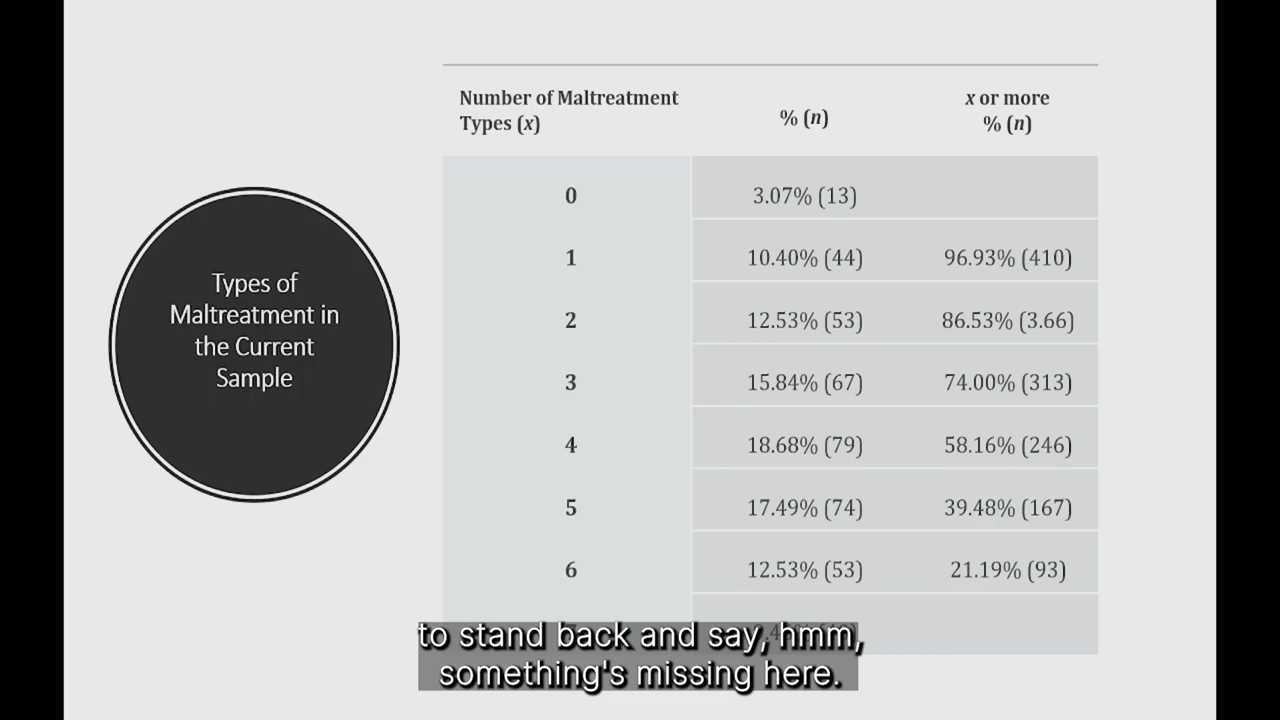 Types of
Maltreatment in
the Current
Sample
Number of Maltreatment
Types (x)
% (n)
x or more
% (n)
0 3.07% (13)
1 10.40% (44) 96.93% (410)
2 12.53% (53) 86.53% (3.66)
3 15.84% (67) 74.00% (313)
4 18.68% (79) 58.16% (246)
5 17.49% (74) 39.48% (167)
6 12.53% (53) 21.19% (93)
to stand back and say, hmm,
something's missing here.